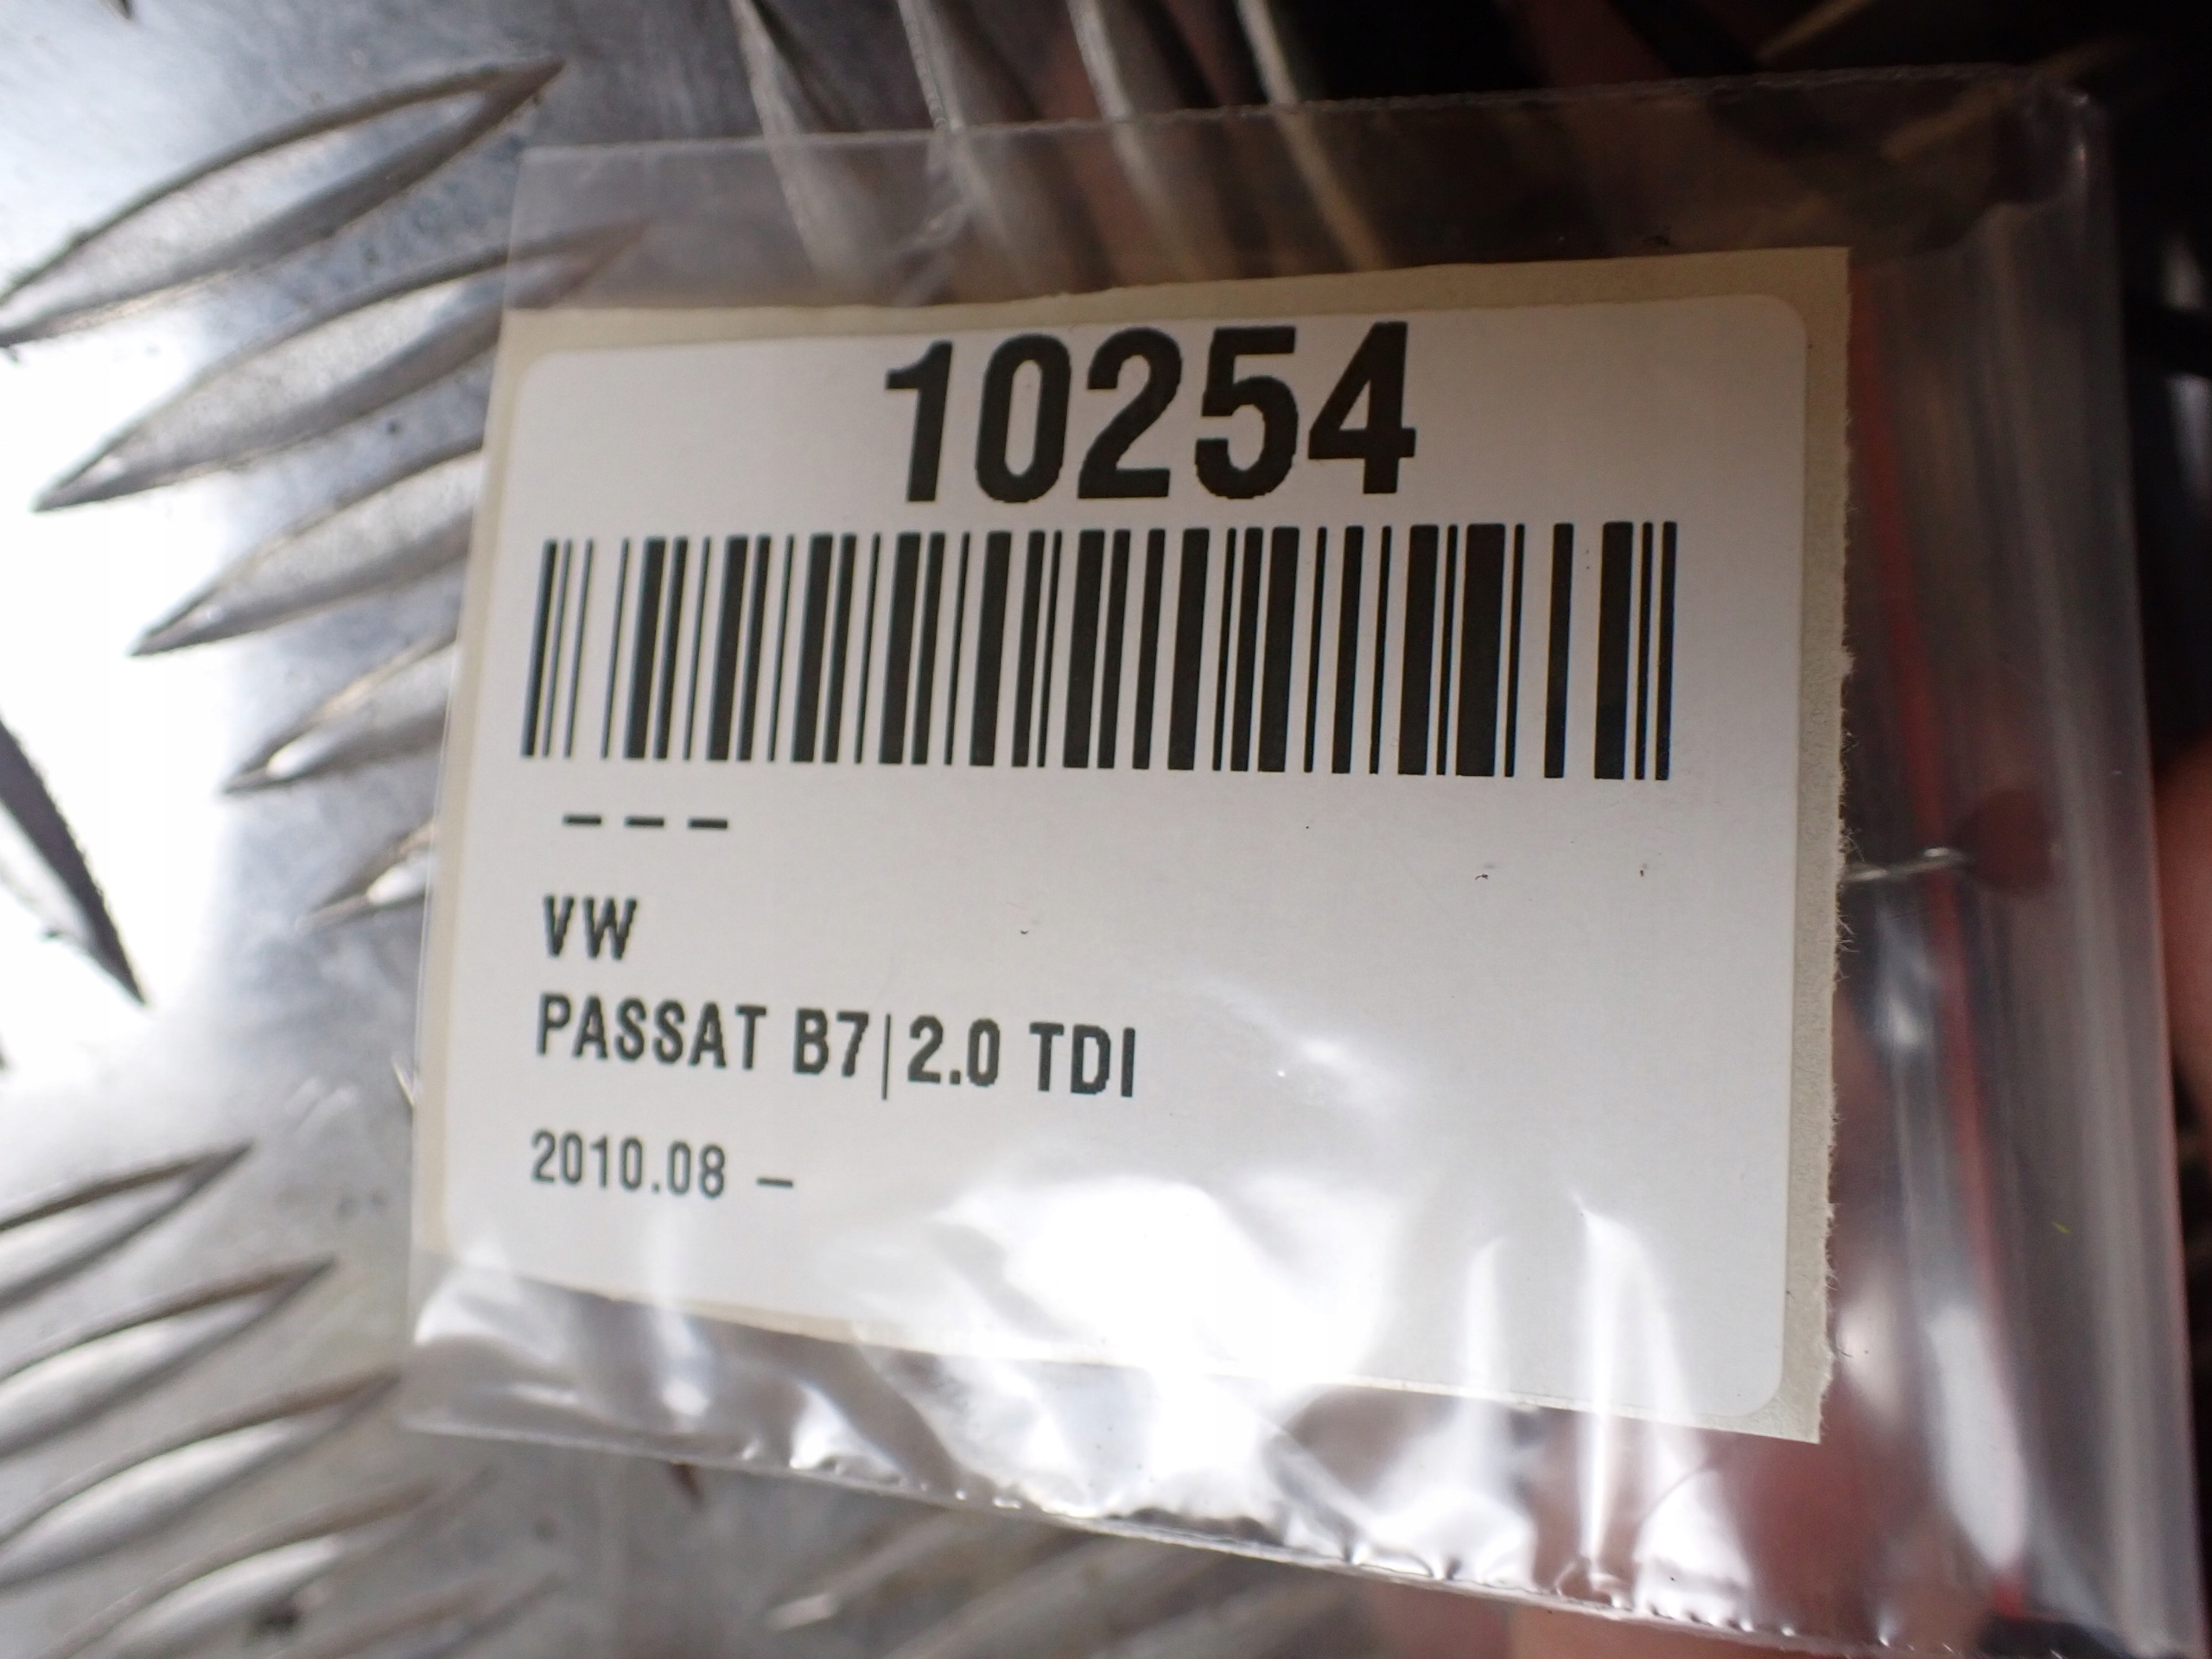 10254
– – –
VW
PASSAT B7|2.0 TDI
2010.08 –